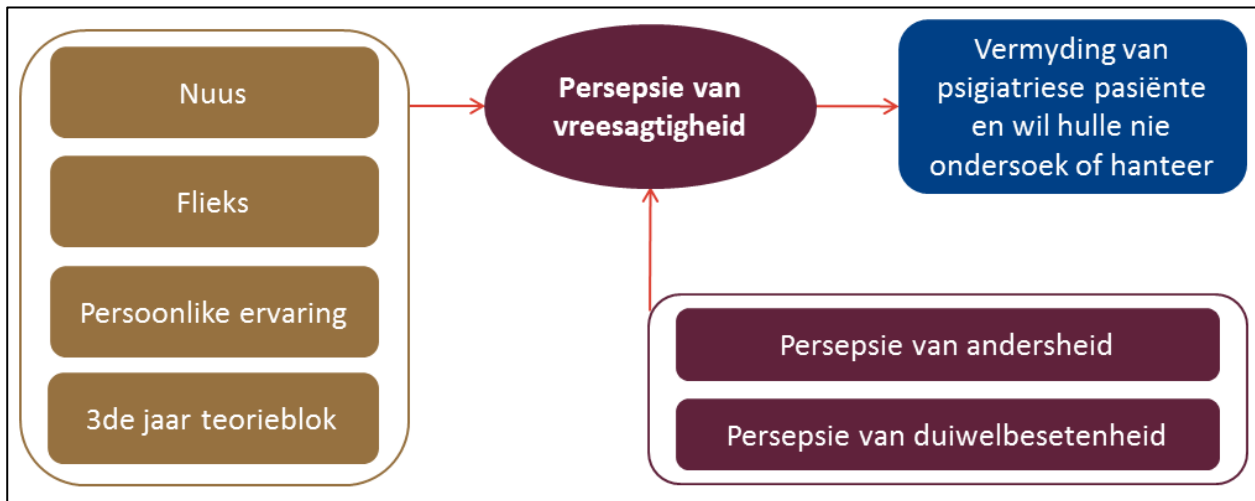 Nuus
Flieks
Persoonlike ervaring
3de jaar teorieblok
Persepsie van
vreesagtigheid
Vermyding van
psigiatriese pasiënte
en wil hulle nie
ondersoek of hanteer
Persepsie van andersheid
Persepsie van duiwelbesetenheid